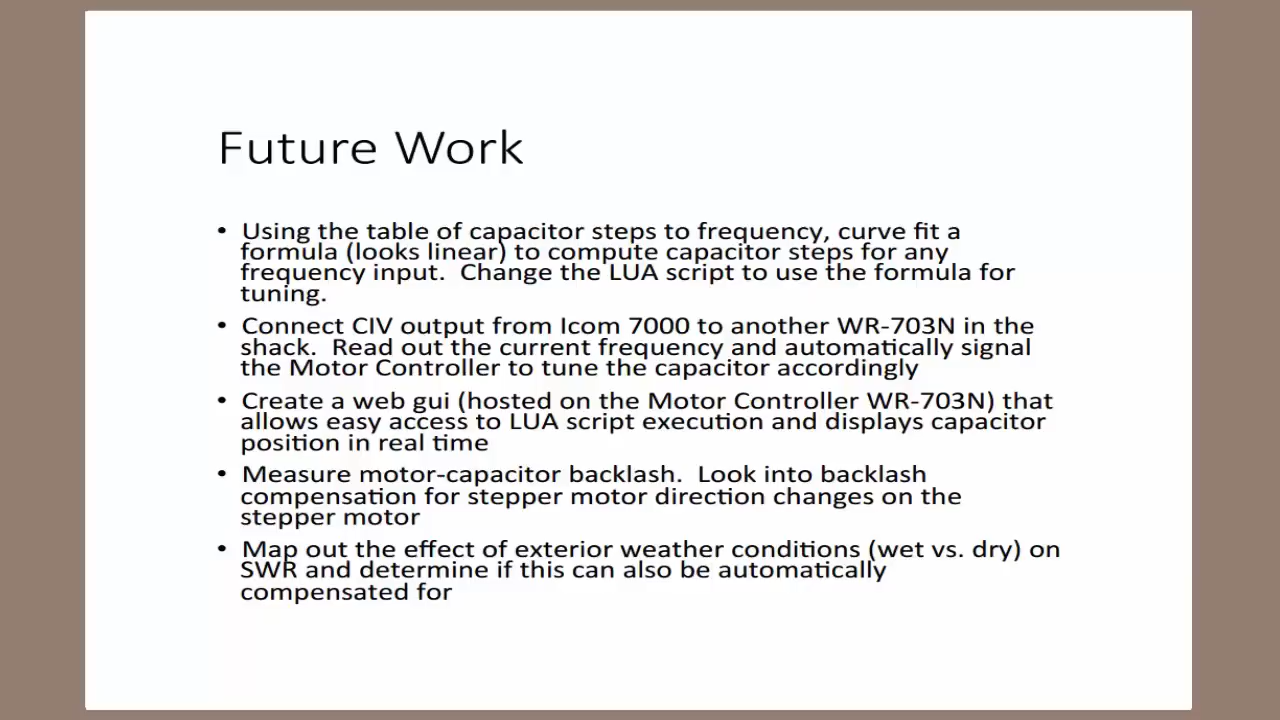 Future Work
• Using the table of capacitor steps to frequency, curve fit a
formula (looks linear) to compute capacitor steps for any
frequency input.  Change the LUA script to use the formula for
tuning.
• Connect CIV output from Icom 7000 to another WR-703N in the
shack.  Read out the current frequency and automatically signal
the Motor Controller to tune the capacitor accordingly
• Create a web gui (hosted on the Motor Controller WR-703N) that
allows easy access to LUA script execution and displays capacitor
position in real time
• Measure motor-capacitor backlash.  Look into backlash
compensation for stepper motor direction changes on the
stepper motor
• Map out the effect of exterior weather conditions (wet vs. dry) on
SWR and determine if this can also be automatically
compensated for